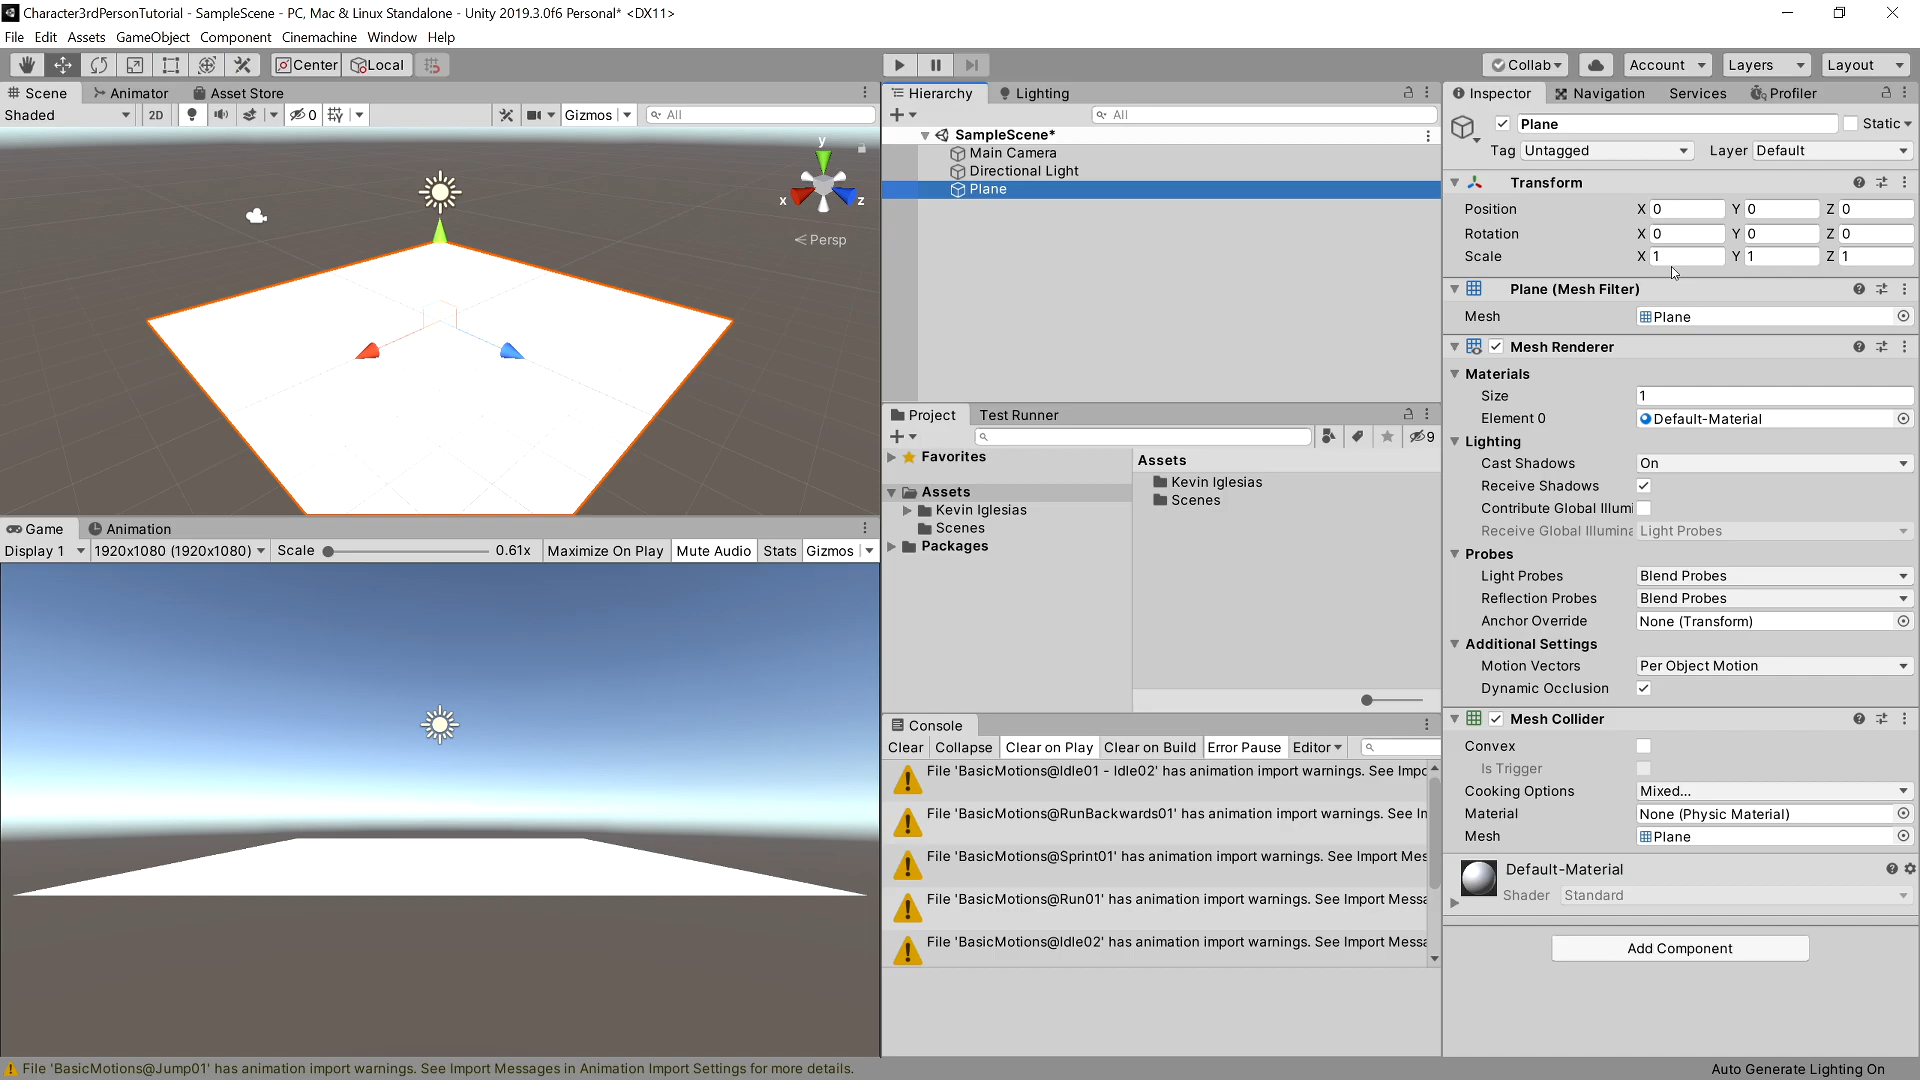 Character3rdPersonTutorial - SampleScene - PC, Mac & Linux Standalone - Unity 2019.3.0f6 Personal* <DX11>
File Edit Assets GameObject Component Cinemachine Window Help
Center Local
Collab Account Layers Layout
Scene Animator Asset Store
Shaded 2D 0 Gizmos All
y
x z
Persp
Game Animation
Display 1 1920x1080 (1920x1080) Scale 0.61x Maximize On Play Mute Audio Stats Gizmos
Hierarchy Lighting
All
SampleScene*
Main Camera
Directional Light
Plane
Project Test Runner
9
Favorites
Assets
Kevin Iglesias
Scenes
Packages
Assets
Kevin Iglesias
Scenes
Console
Clear Collapse Clear on Play Clear on Build Error Pause Editor
File 'BasicMotions@Idle01 - Idle02' has animation import warnings. See Impo
File 'BasicMotions@RunBackwards01' has animation import warnings. See In
File 'BasicMotions@Sprint01' has animation import warnings. See Import Mes
File 'BasicMotions@Run01' has animation import warnings. See Import Messa
File 'BasicMotions@Idle02' has animation import warnings. See Import Messa
Inspector Navigation Services Profiler
Plane Static
Tag Untagged Layer Default
Transform
Position X 0 Y 0 Z 0
Rotation X 0 Y 0 Z 0
Scale X 1 Y 1 Z 1
Plane (Mesh Filter)
Mesh Plane
Mesh Renderer
Materials
Size 1
Element 0 Default-Material
Lighting
Cast Shadows On
Receive Shadows
Contribute Global Illumi
Receive Global Illumina Light Probes
Probes
Light Probes Blend Probes
Reflection Probes Blend Probes
Anchor Override None (Transform)
Additional Settings
Motion Vectors Per Object Motion
Dynamic Occlusion
Mesh Collider
Convex
Is Trigger
Cooking Options Mixed...
Material None (Physic Material)
Mesh Plane
Default-Material
Shader Standard
Add Component
File 'BasicMotions@Jump01' has animation import warnings. See Import Messages in Animation Import Settings for more details.
Auto Generate Lighting On